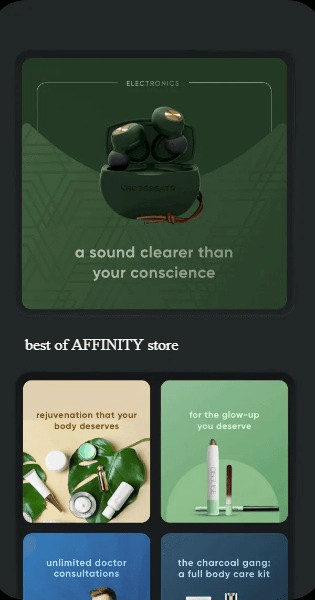 ELECTRONICS
a sound clearer than
your conscience
best of AFFINITY store
rejuvenation that your
body deserves
for the glow-up
you deserve
unlimited doctor
consultations
the charcoal gang:
a full body care kit